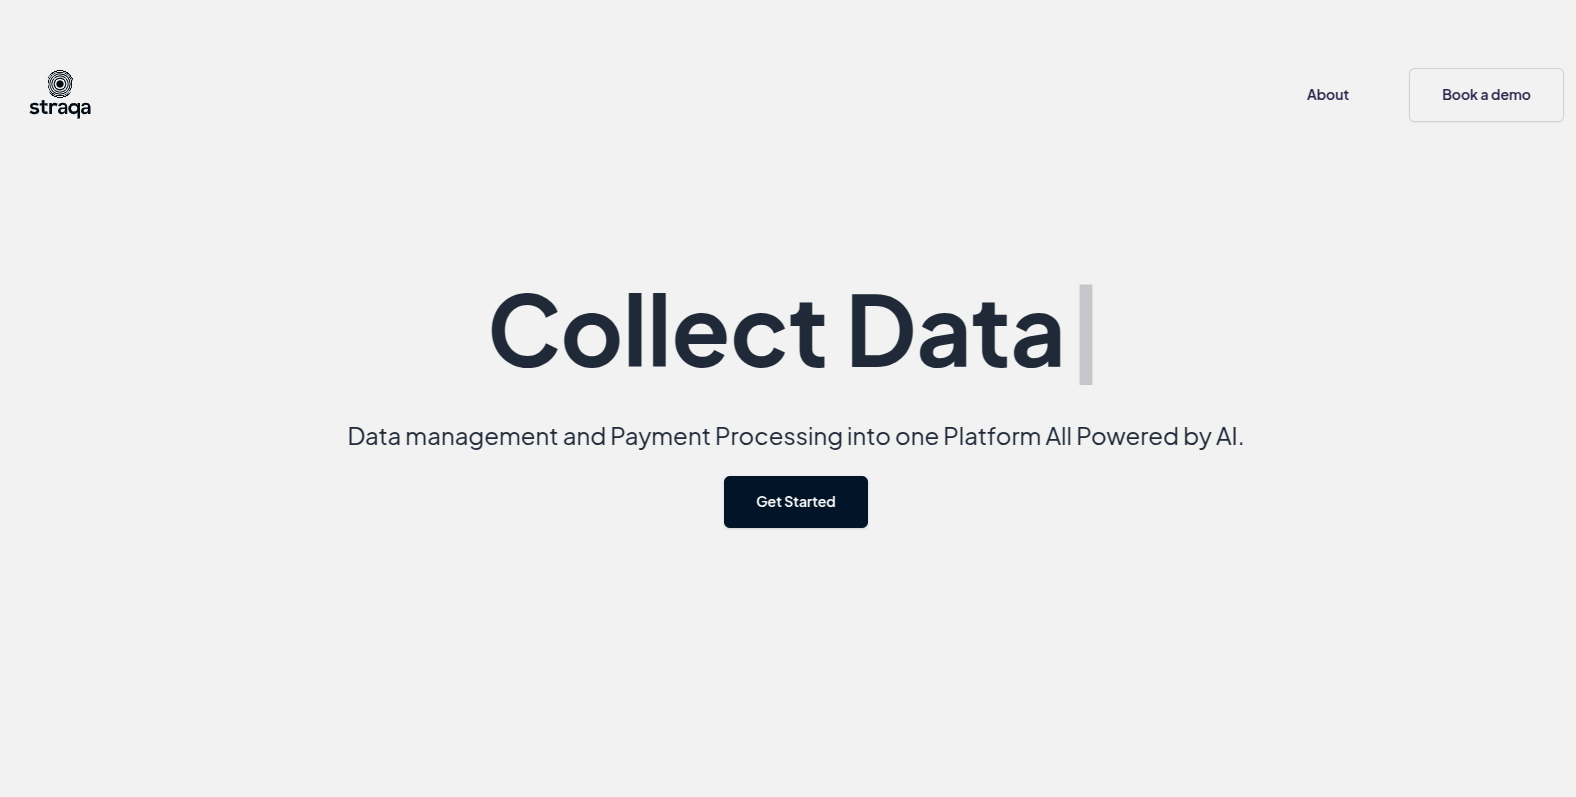 straqa
About
Book a demo
Collect Data
Data management and Payment Processing into one Platform All Powered by AI.
Get Started